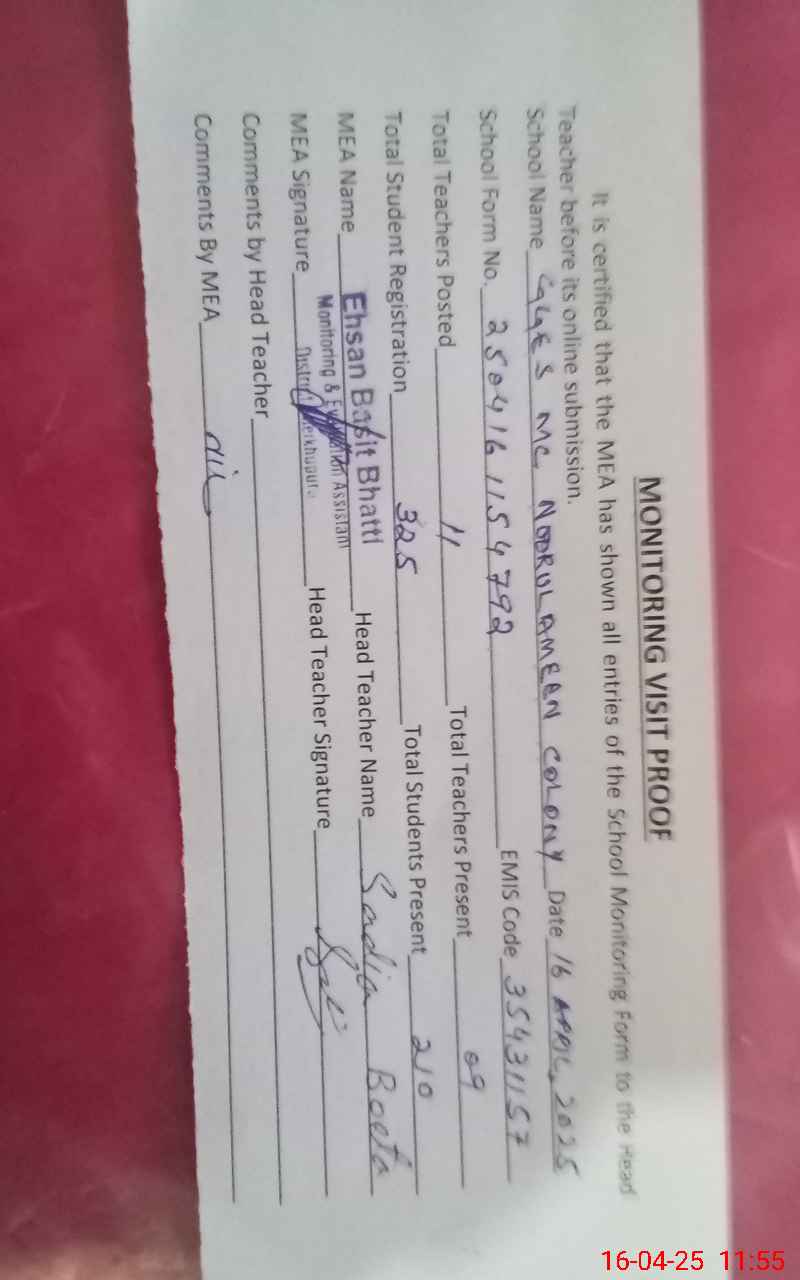 MONITORING VISIT PROOF
It is certified that the MEA has shown all entries of the School Monitoring Form to the Head
Teacher before its online submission.
School Name GGES MC NOORUL AMEEN COLONY Date 16 APRIL, 2025
School Form No. 2504161154792 EMIS Code 35431157
Total Teachers Posted 11 Total Teachers Present 09
Total Student Registration 325 Total Students Present 210
MEA Name Ehsan Basit Bhatti Head Teacher Name Sadia Boota
Monitoring & Evaluation Assistant
MEA Signature District Sheikhupura Head Teacher Signature
Comments by Head Teacher
Comments By MEA
16-04-25 11:55